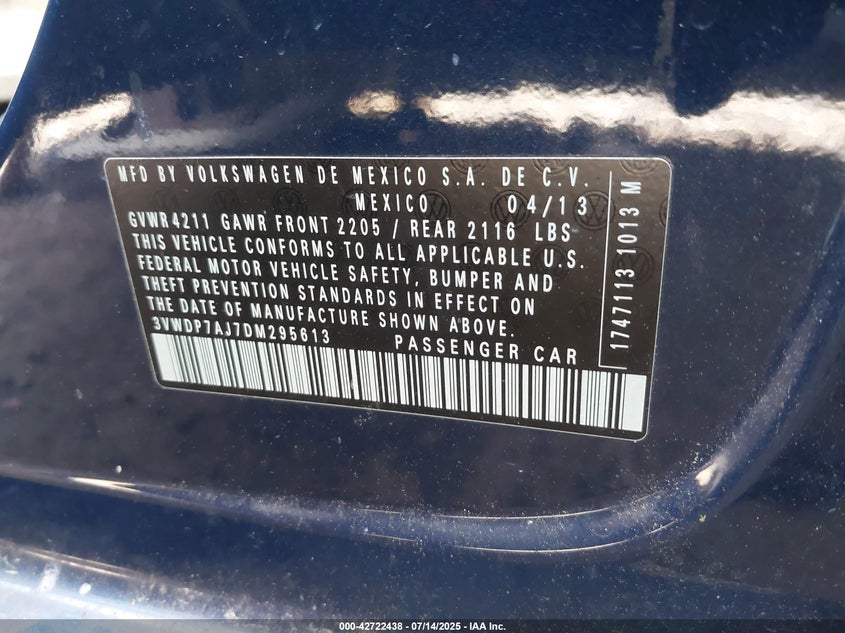 MFD BY VOLKSWAGEN DE MEXICO S.A. DE C.V.
MEXICO 04/13
GVWR 4211 GAWR FRONT 2205 / REAR 2116 LBS
THIS VEHICLE CONFORMS TO ALL APPLICABLE U.S.
FEDERAL MOTOR VEHICLE SAFETY, BUMPER AND
THEFT PREVENTION STANDARDS IN EFFECT ON
THE DATE OF MANUFACTURE SHOWN ABOVE.
3VWDP7AJ7DM295613 PASSENGER CAR
1747113 1013 M
000-42722438 - 07/14/2025 - IAA Inc.